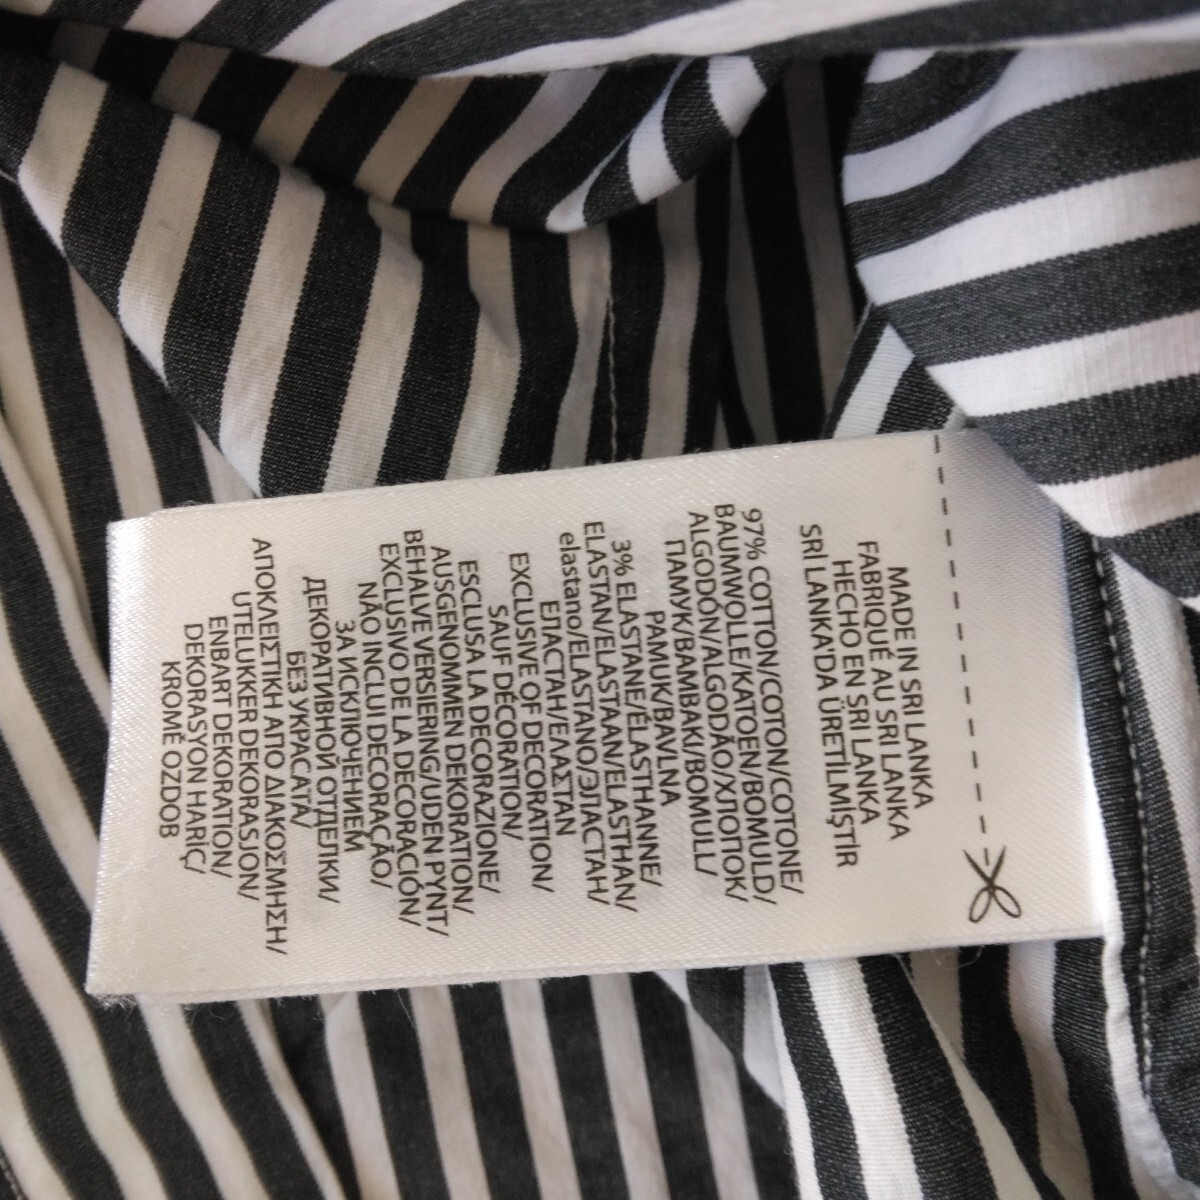 MADE IN SRI LANKA
FABRIQUÉ AU SRI LANKA
HECHO EN SRI LANKA
SRİ LANKA'DA ÜRETİLMİŞTİR
97% COTTON/COTON/COTONE/
BAUMWOLLE/KATOEN/BOMULD/
ALGODÓN/ALGODÃO/ХЛОПОК/
ПАМУК/ΒΑΜΒΑΚΙ/BOMULL/
PAMUK/BAVLNA
3% ELASTANE/ÉLASTHANNE/
ELASTAN/ELASTAAN/ELASTHAN/
elastano/ELASTANO/ЭЛАСТАН/
ЕЛАСТАН/ΕΛΑΣΤΑΝ
EXCLUSIVE OF DECORATION/
SAUF DÉCORATION/
ESCLUSA LA DECORAZIONE/
AUSGENOMMEN DEKORATION/
BEHALVE VERSIERING/UDEN PYNT/
EXCLUSIVO DE LA DECORACIÓN/
NÃO INCLUI DECORAÇÃO/
ЗА ИСКЛЮЧЕНИЕМ
ДЕКОРАТИВНОЙ ОТДЕЛКИ/
БЕЗ УКРАСАТА/
ΑΠΟΚΛΕΙΣΤΙΚΗ ΑΠΟ ΔΙΑΚΟΣΜΗΣΗ/
UTELUKKER DEKORASJON/
ENBART DEKORATION/
DEKORASYON HARİÇ/
KROMĚ OZDOB